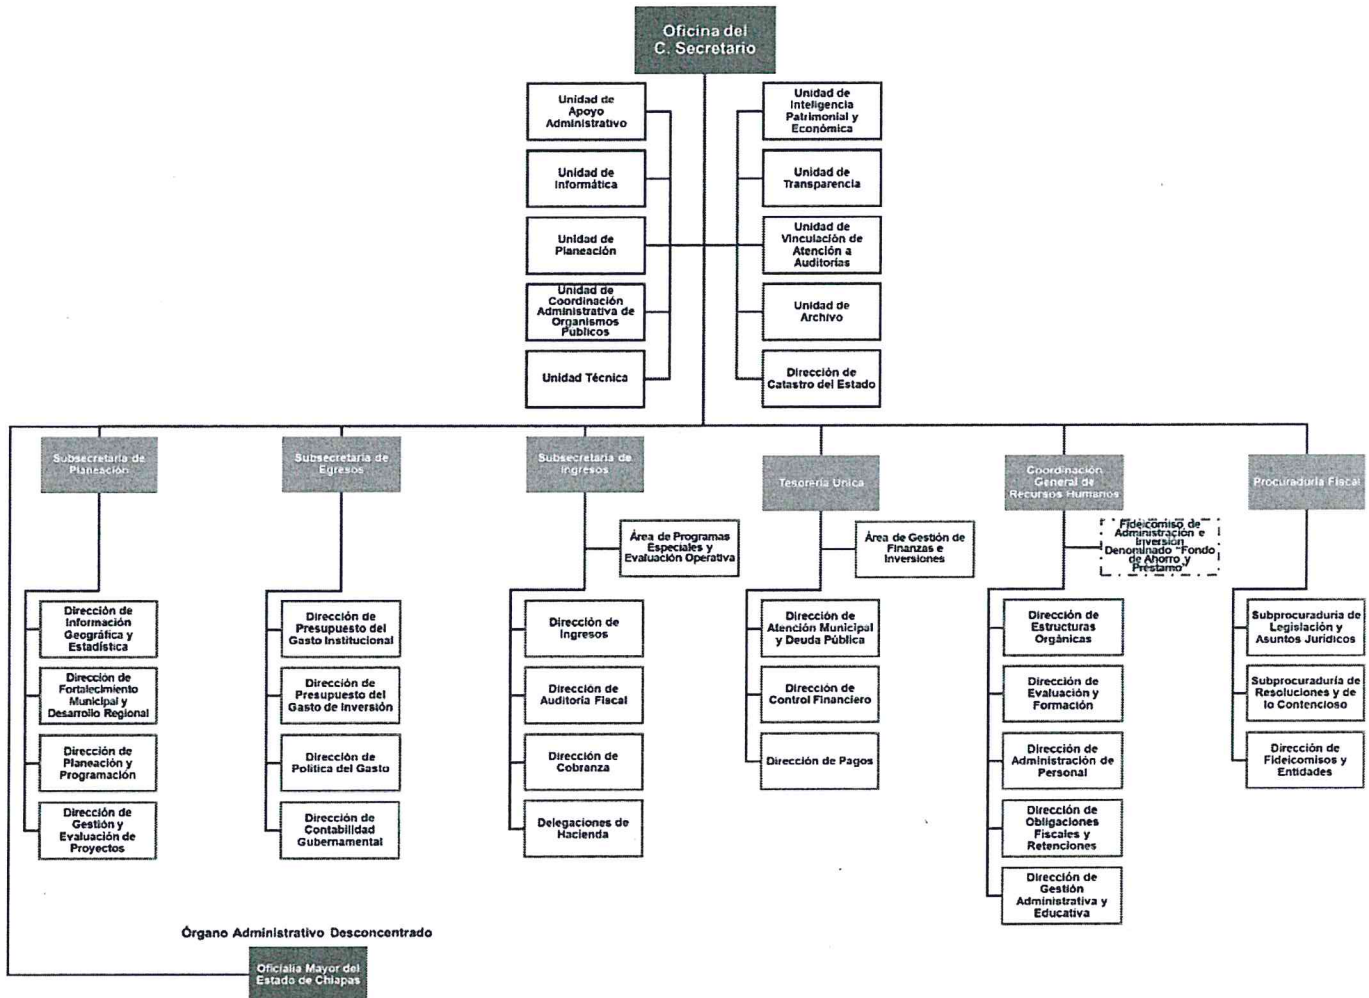 Oficina del
C. Secretario
Unidad de
Apoyo
Administrativo
Unidad de
Inteligencia
Patrimonial y
Económica
Unidad de
Informática
Unidad de
Transparencia
Unidad de
Planeación
Unidad de
Vinculación de
Atención a
Auditorías
Unidad de
Coordinación
Administrativa de
Organismos
Públicos
Unidad de
Archivo
Unidad Técnica
Dirección de
Catastro del Estado
Subsecretaría de
Planeación
Subsecretaría de
Egresos
Subsecretaría de
Ingresos
Tesorería Unica
Coordinación
General de
Recursos Humanos
Procuraduría Fiscal
Área de Programas
Especiales y
Evaluación Operativa
Área de Gestión de
Finanzas e
Inversiones
Fideicomiso de
Administración e
Inversión
Denominado "Fondo
de Ahorro y
Préstamo"
Dirección de
Información
Geográfica y
Estadística
Dirección de
Fortalecimiento
Municipal y
Desarrollo Regional
Dirección de
Planeación y
Programación
Dirección de
Gestión y
Evaluación de
Proyectos
Dirección de
Presupuesto del
Gasto Institucional
Dirección de
Presupuesto del
Gasto de Inversión
Dirección de
Política del Gasto
Dirección de
Contabilidad
Gubernamental
Dirección de
Ingresos
Dirección de
Auditoría Fiscal
Dirección de
Cobranza
Delegaciones de
Hacienda
Dirección de
Atención Municipal
y Deuda Pública
Dirección de
Control Financiero
Dirección de Pagos
Dirección de
Estructuras
Orgánicas
Dirección de
Evaluación y
Formación
Dirección de
Administración de
Personal
Dirección de
Obligaciones
Fiscales y
Retenciones
Dirección de
Gestión
Administrativa y
Educativa
Subprocuraduría de
Legislación y
Asuntos Jurídicos
Subprocuraduría de
Resoluciones y de
lo Contencioso
Dirección de
Fideicomisos y
Entidades
Órgano Administrativo Desconcentrado
Oficialía Mayor del
Estado de Chiapas